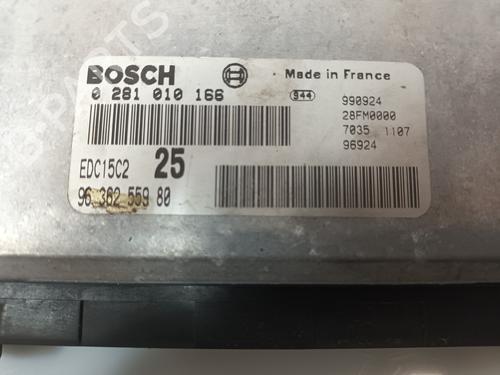 BOSCH Made in France
0 281 010 166 S44 990924
28FM0000
7035 1107
EDC15C2 25 96924
96 362 559 80